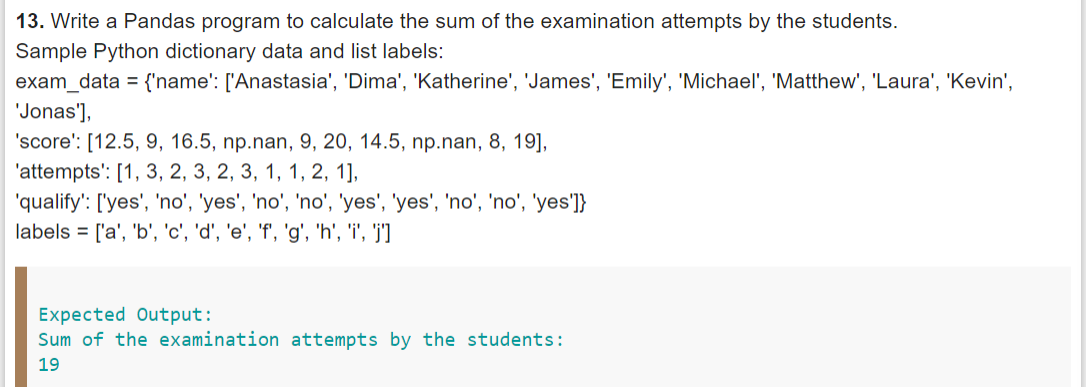 13. Write a Pandas program to calculate the sum of the examination attempts by the students.
Sample Python dictionary data and list labels:
exam_data = {'name': ['Anastasia', 'Dima', 'Katherine', 'James', 'Emily', 'Michael', 'Matthew', 'Laura', 'Kevin',
'Jonas'],
'score': [12.5, 9, 16.5, np.nan, 9, 20, 14.5, np.nan, 8, 19],
'attempts': [1, 3, 2, 3, 2, 3, 1, 1, 2, 1],
'qualify': ['yes', 'no', 'yes', 'no', 'no', 'yes', 'yes', 'no', 'no', 'yes']}
labels = ['a', 'b', 'c', 'd', 'e', 'f', 'g', 'h', 'i', 'j']
Expected Output:
Sum of the examination attempts by the students:
19